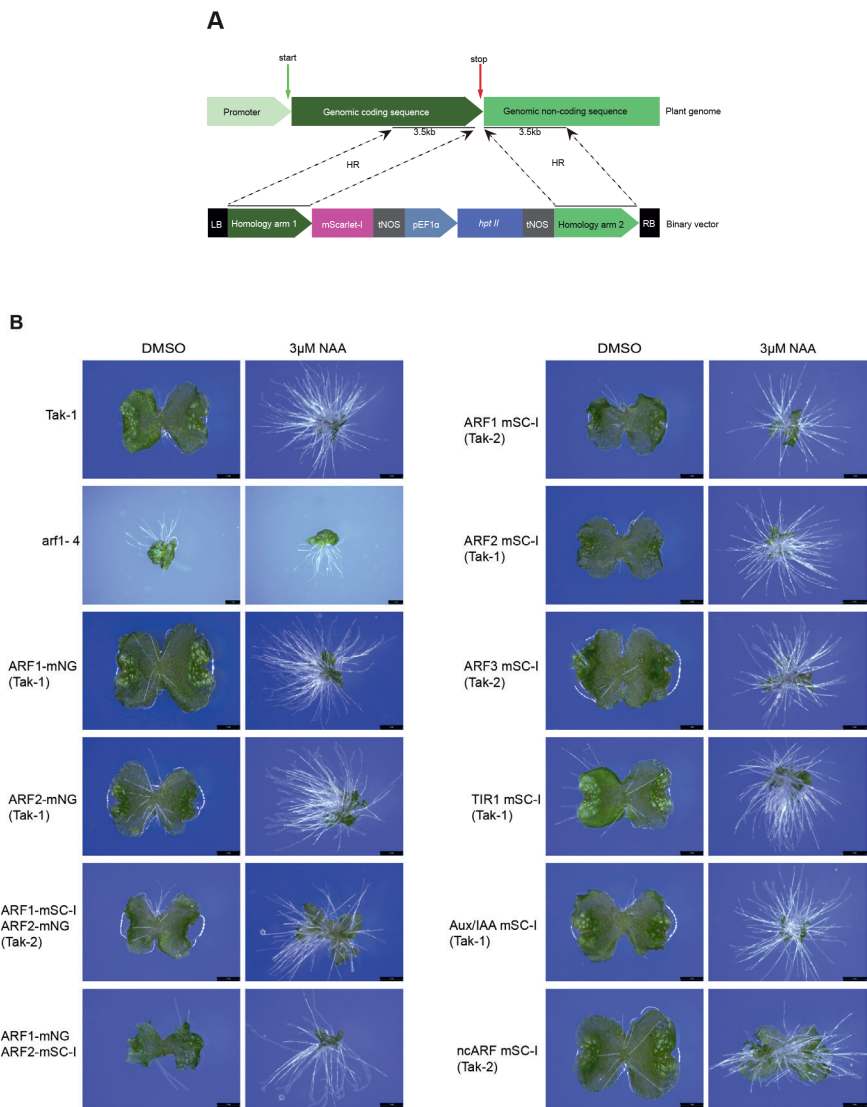 A
start
stop
Promoter
Genomic coding sequence
Genomic non-coding sequence
Plant genome
3.5kb
3.5kb
HR
HR
LB
Homology arm 1
mScarlet-I
tNOS
pEF1α
hpt II
tNOS
Homology arm 2
RB
Binary vector
B
DMSO
3µM NAA
Tak-1
arf1- 4
ARF1-mNG
(Tak-1)
ARF2-mNG
(Tak-1)
ARF1-mSC-I
ARF2-mNG
(Tak-2)
ARF1-mNG
ARF2-mSC-I
DMSO
3µM NAA
ARF1 mSC-I
(Tak-2)
ARF2 mSC-I
(Tak-1)
ARF3 mSC-I
(Tak-2)
TIR1 mSC-I
(Tak-1)
Aux/IAA mSC-I
(Tak-1)
ncARF mSC-I
(Tak-2)